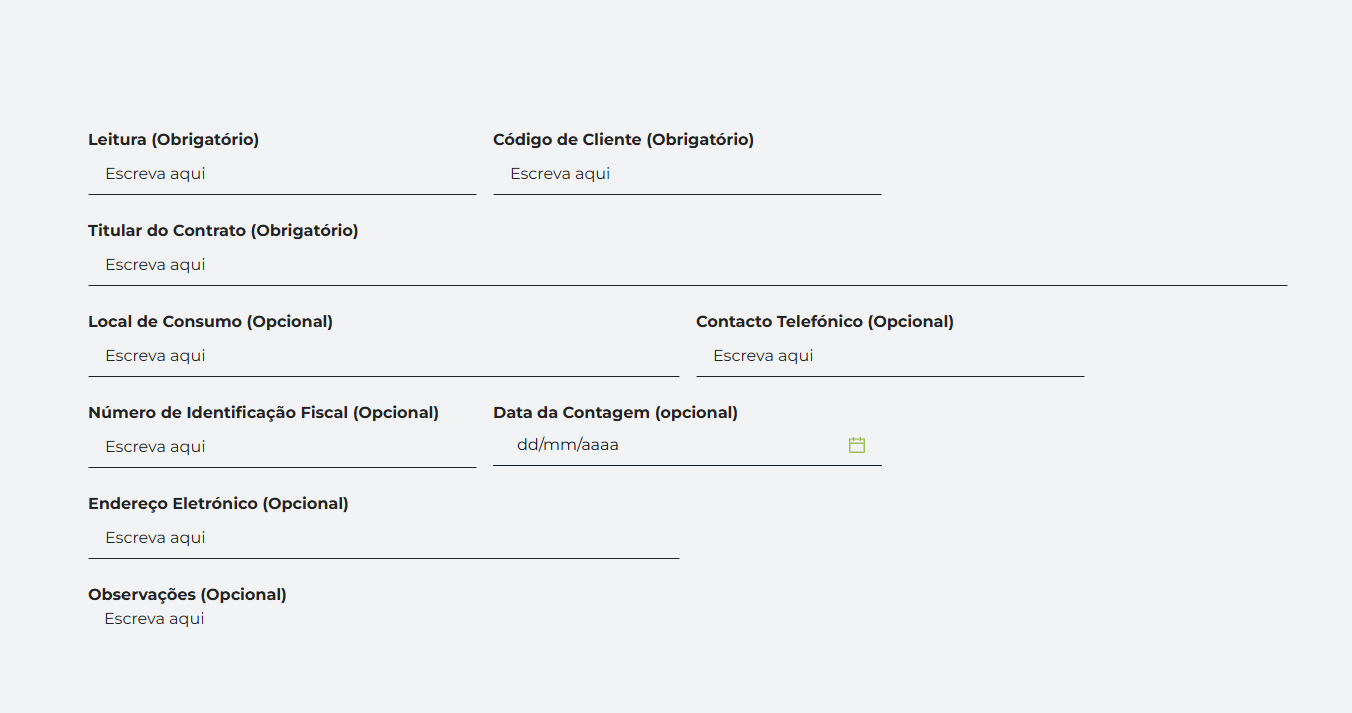 Leitura (Obrigatório) Código de Cliente (Obrigatório)
Escreva aqui Escreva aqui
Titular do Contrato (Obrigatório)
Escreva aqui
Local de Consumo (Opcional) Contacto Telefónico (Opcional)
Escreva aqui Escreva aqui
Número de Identificação Fiscal (Opcional) Data da Contagem (opcional)
Escreva aqui dd/mm/aaaa
Endereço Eletrónico (Opcional)
Escreva aqui
Observações (Opcional)
Escreva aqui